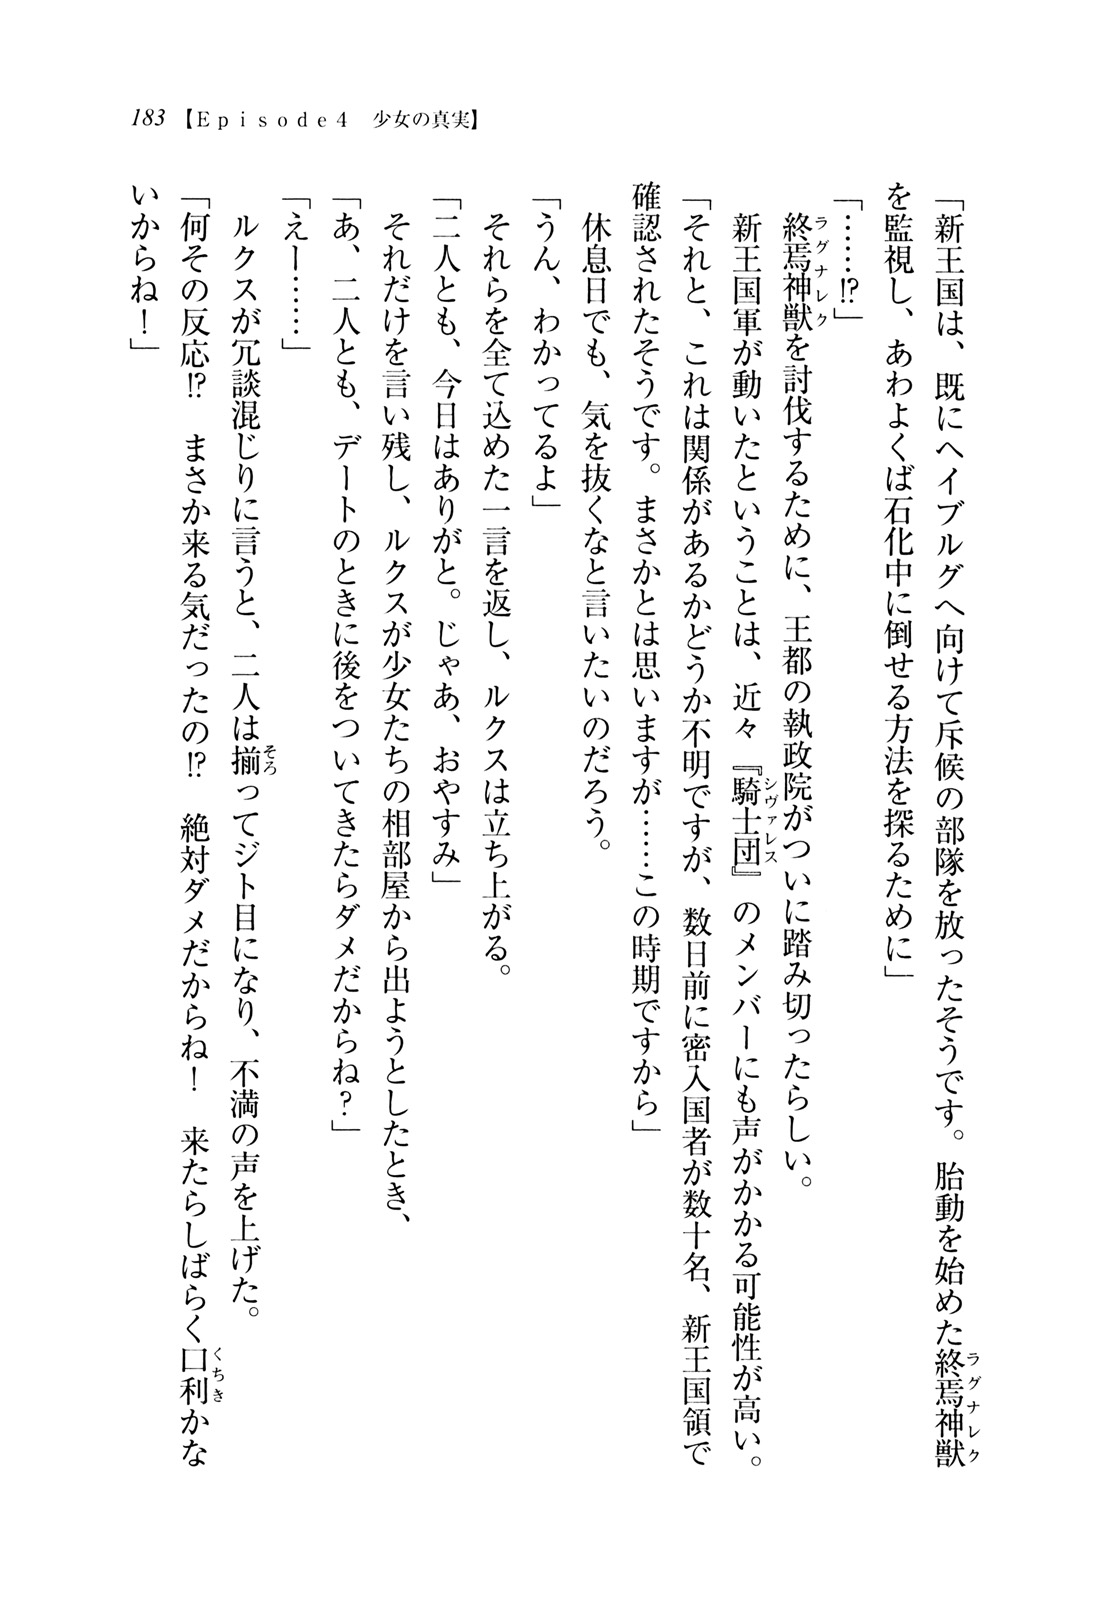 183 【Episode4　少女の真実】
「新王国は、既にヘイブルグへ向けて斥候の部隊を放ったそうです。胎動を始めた終焉神獣
を監視し、あわよくば石化中に倒せる方法を探るために」
「……!?」
　終焉神獣を討伐するために、王都の執政院がついに踏み切ったらしい。
　新王国軍が動いたということは、近々『騎士団』のメンバーにも声がかかる可能性が高い。
「それと、これは関係があるかどうか不明ですが、数日前に密入国者が数十名、新王国領で
確認されたそうです。まさかとは思いますが……この時期ですから」
　休息日でも、気を抜くなと言いたいのだろう。
「うん、わかってるよ」
　それらを全て込めた一言を返し、ルクスは立ち上がる。
「二人とも、今日はありがと。じゃあ、おやすみ」
　それだけを言い残し、ルクスが少女たちの相部屋から出ようとしたとき、
「あ、二人とも、デートのときに後をついてきたらダメだからね？」
「えー……」
　ルクスが冗談混じりに言うと、二人は揃ってジト目になり、不満の声を上げた。
「何その反応!?　まさか来る気だったの!?　絶対ダメだからね！　来たらしばらく口利かな
いからね！」
ラグナレク
ラグナレク
シヴァレス
そろ
くちき